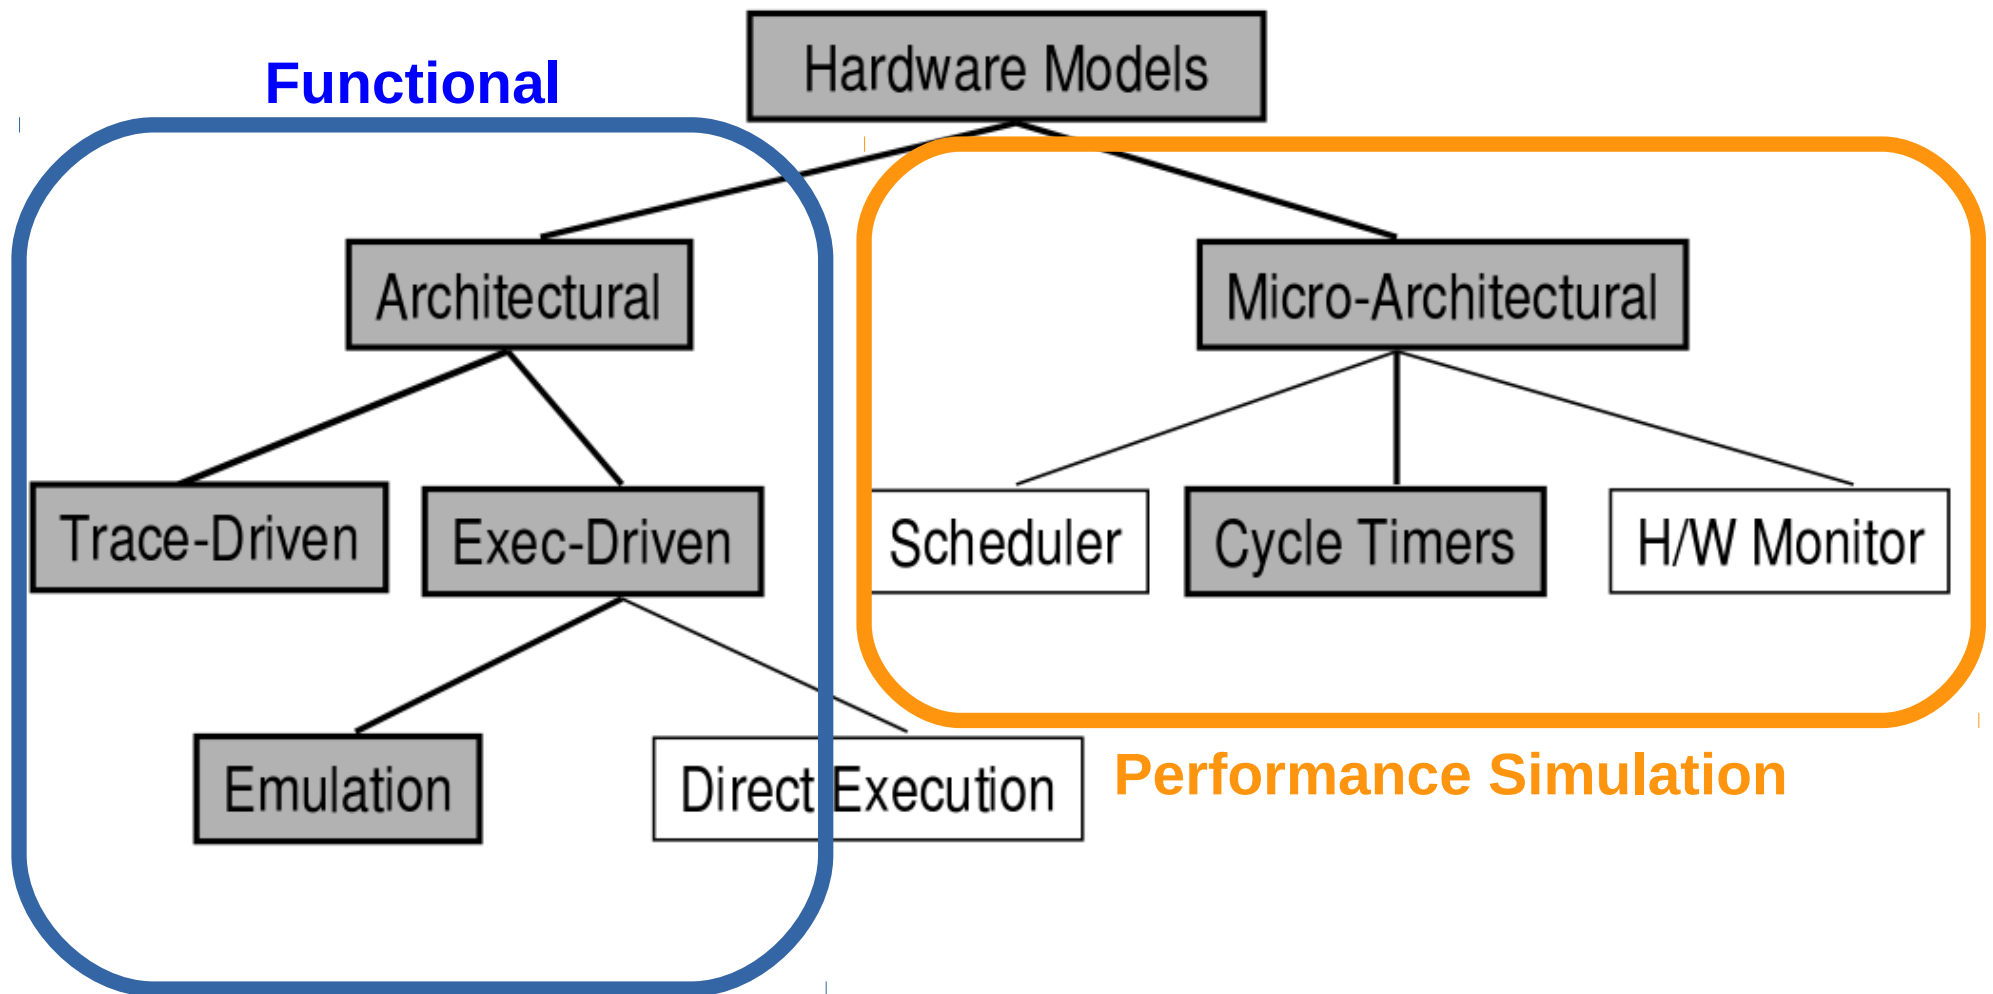 Hardware Models
Functional
Architectural
Micro-Architectural
Trace-Driven
Exec-Driven
Scheduler
Cycle Timers
H/W Monitor
Emulation
Direct Execution
Performance Simulation